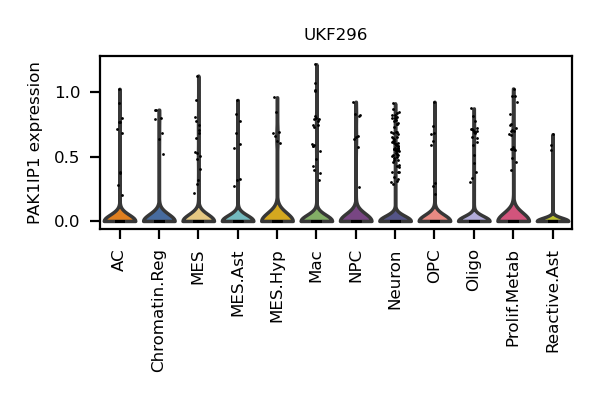 UKF296
PAK1IP1 expression
1.0
0.5
0.0
AC
Chromatin.Reg
MES
MES.Ast
MES.Hyp
Mac
NPC
Neuron
OPC
Oligo
Prolif.Metab
Reactive.Ast